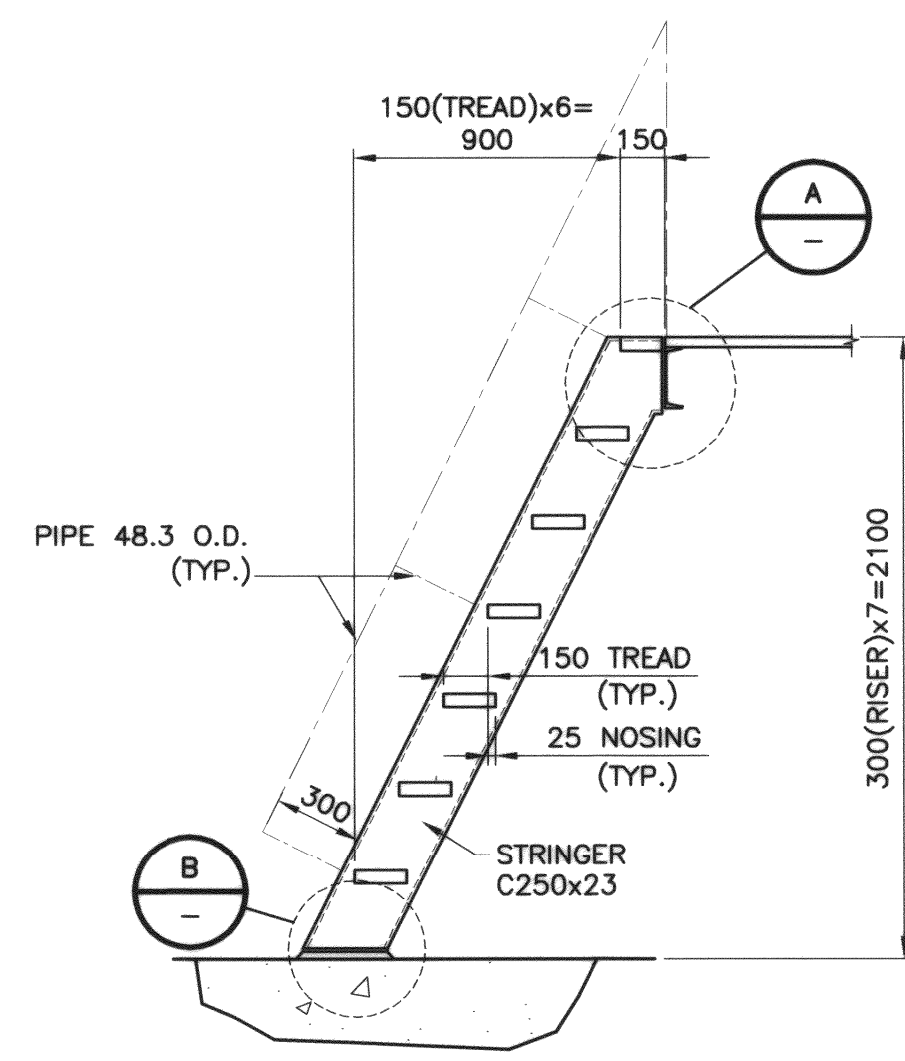 150(TREAD)x6=
900
150
A
–
PIPE 48.3 O.D.
(TYP.)
300(RISER)x7=2100
150 TREAD
(TYP.)
25 NOSING
(TYP.)
300
STRINGER
C250x23
B
–